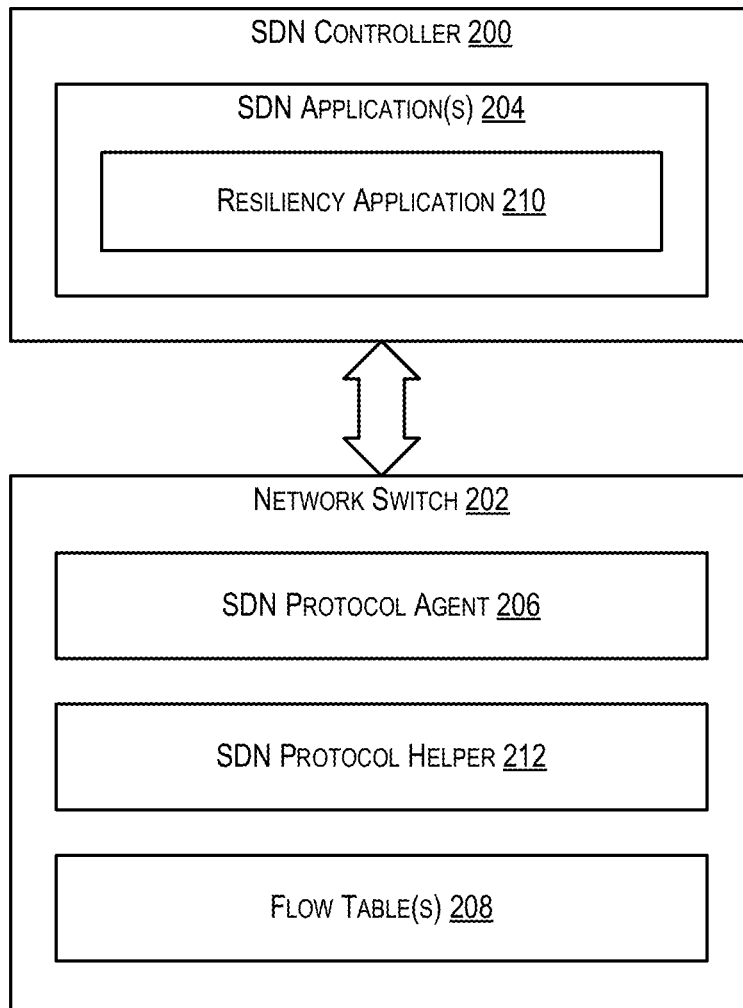 SDN CONTROLLER 200
SDN APPLICATION(S) 204
RESILIENCY APPLICATION 210
NETWORK SWITCH 202
SDN PROTOCOL AGENT 206
SDN PROTOCOL HELPER 212
FLOW TABLE(S) 208